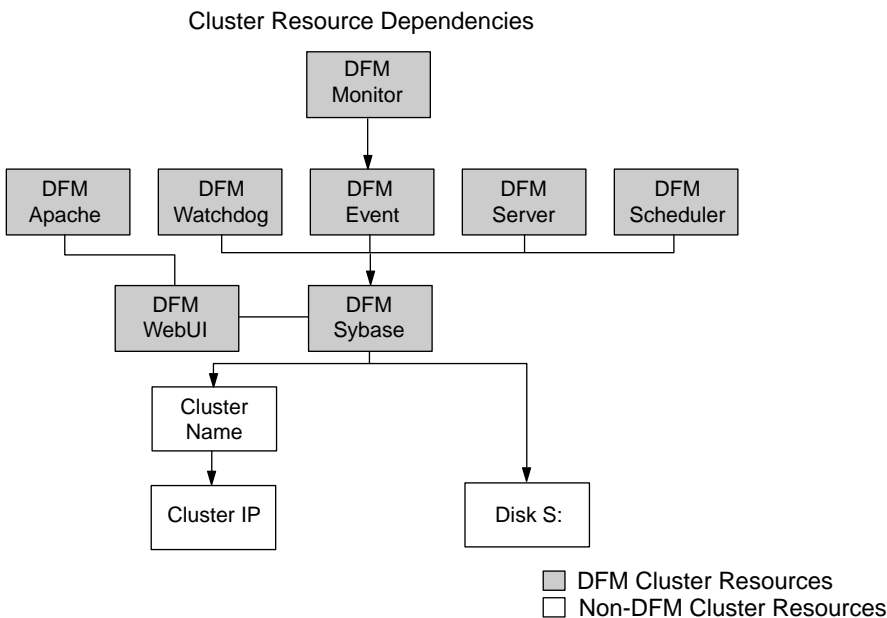 Cluster Resource Dependencies
DFM
Monitor
DFM
Apache
DFM
Watchdog
DFM
Event
DFM
Server
DFM
Scheduler
DFM
WebUI
DFM
Sybase
Cluster
Name
Cluster IP
Disk S:
DFM Cluster Resources
Non-DFM Cluster Resources